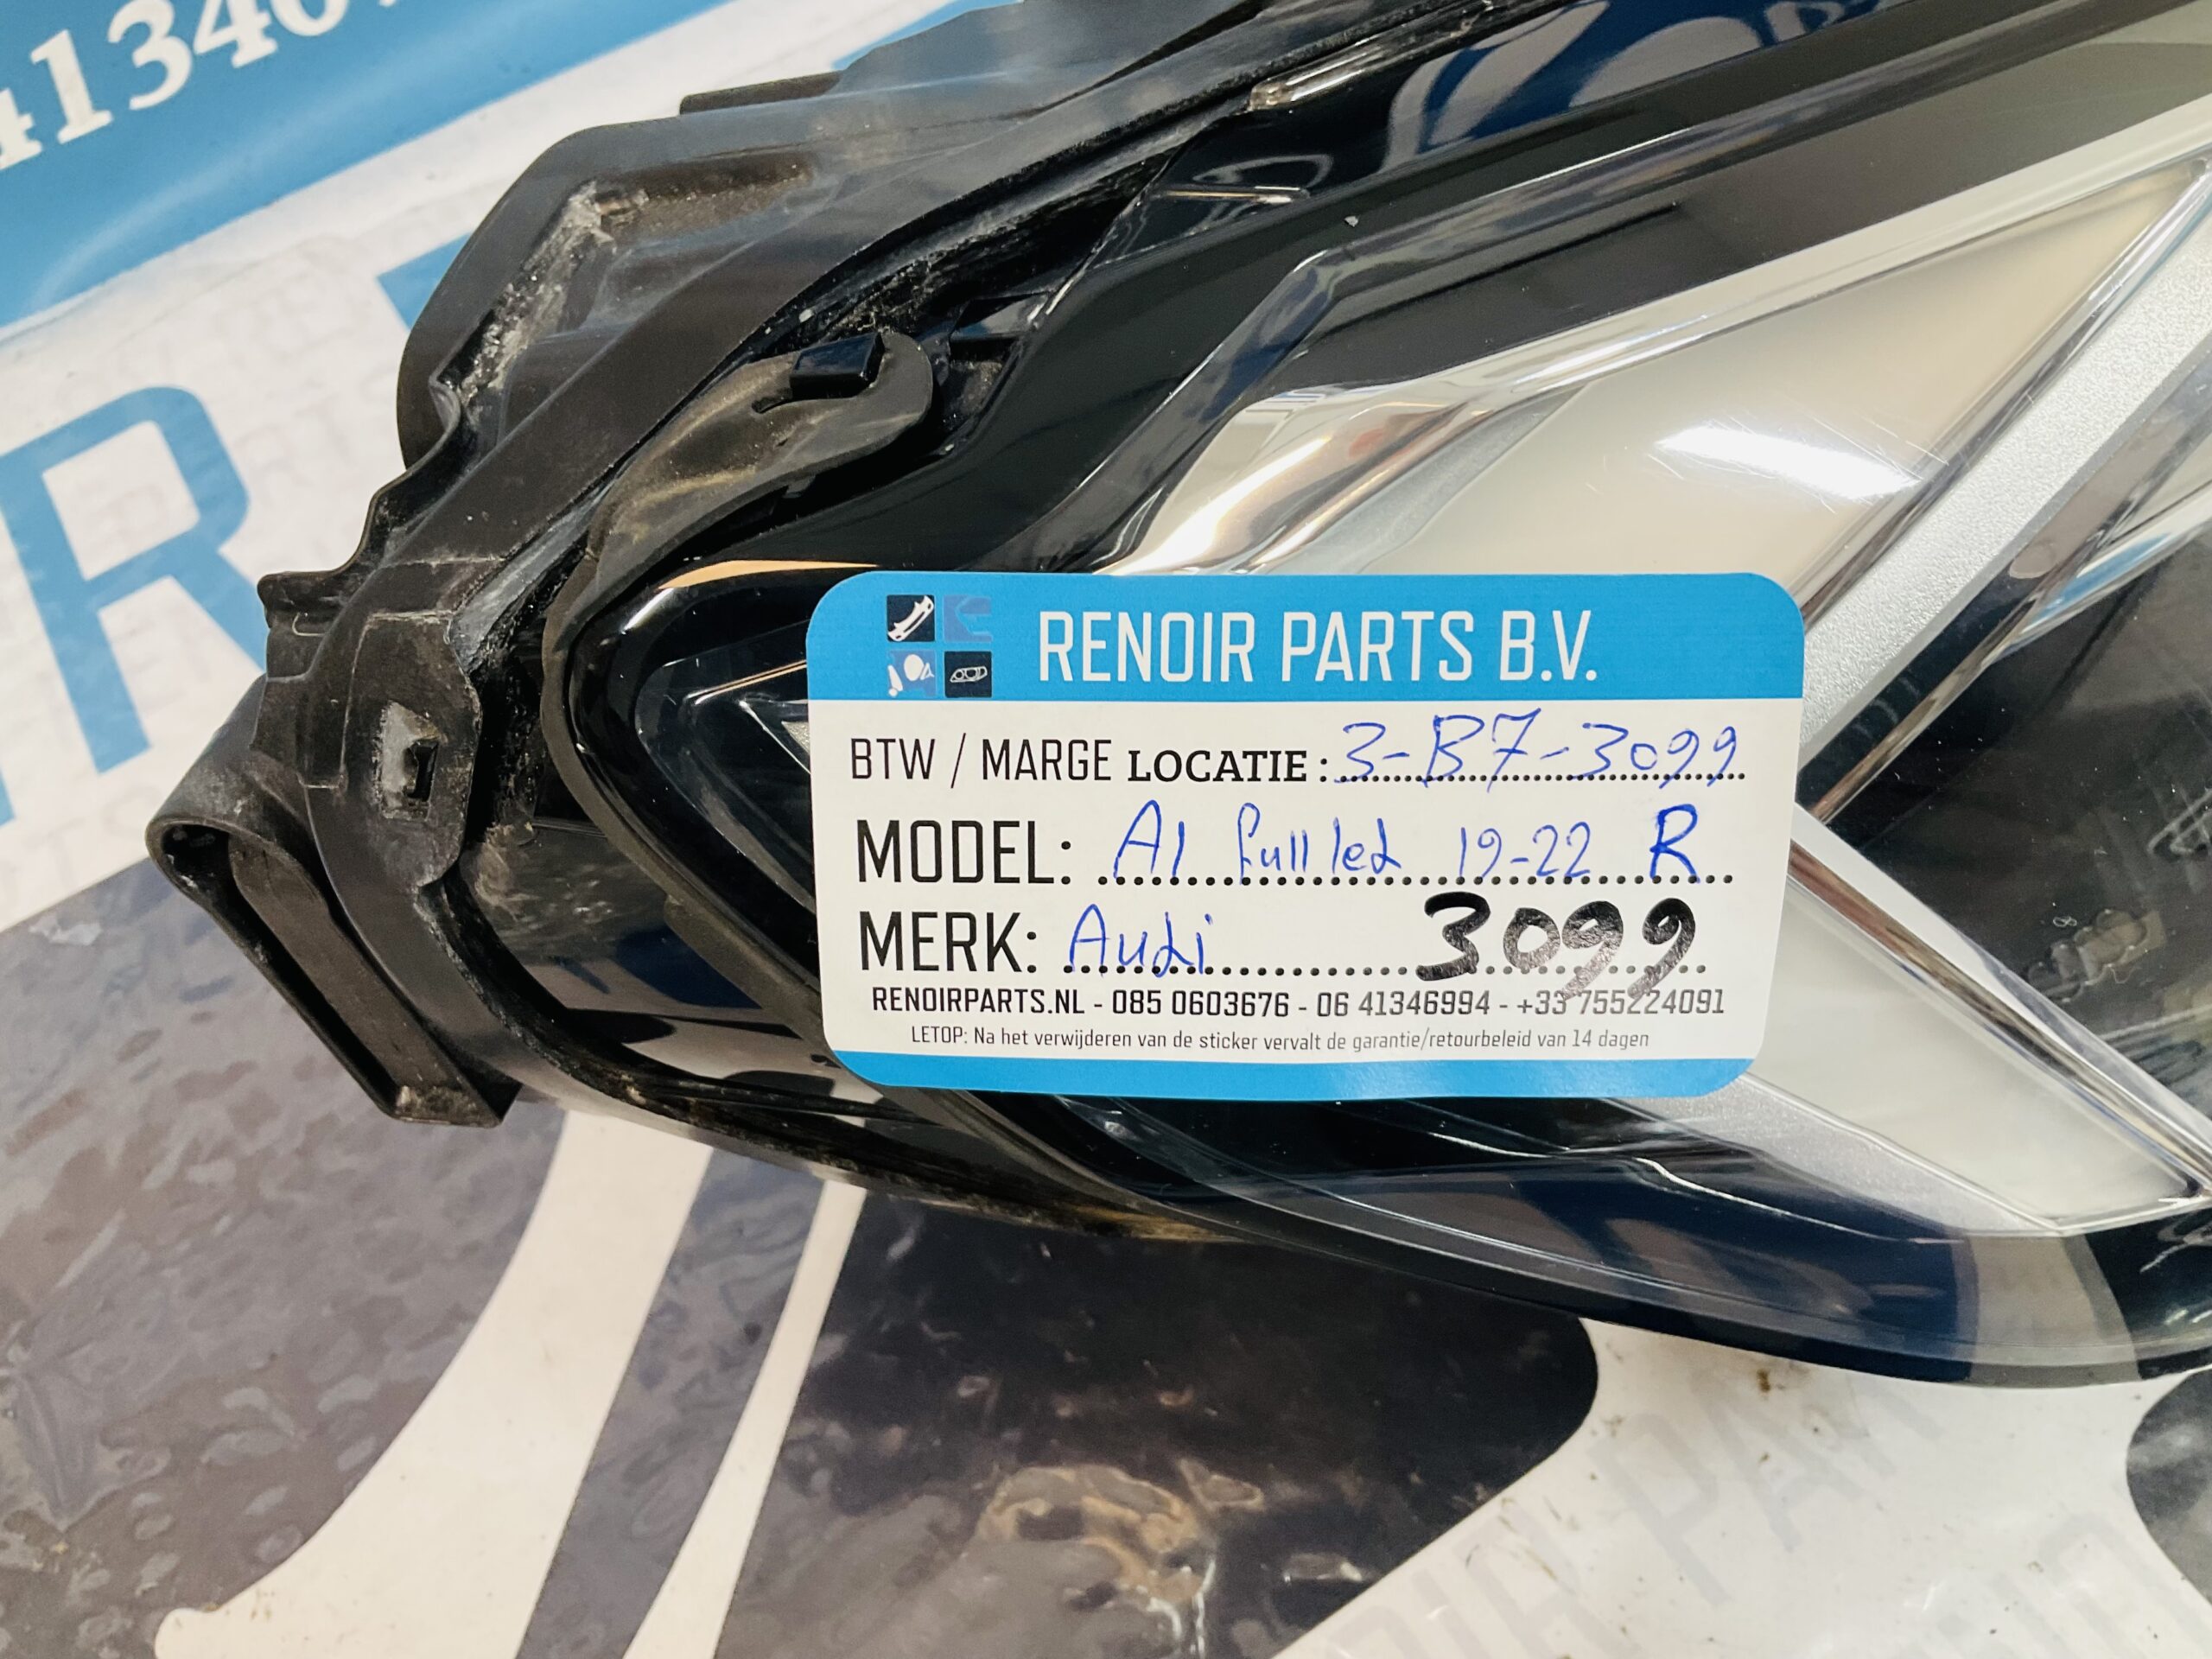 RENOIR PARTS B.V.
BTW / MARGE LOCATIE: 3-B7-3099
MODEL: A1 full led 19-22 R
MERK: Audi 3099
RENOIRPARTS.NL - 085 0603676 - 06 41346994 - +33 755224091
LETOP: Na het verwijderen van de sticker vervalt de garantie/retourbeleid van 14 dagen